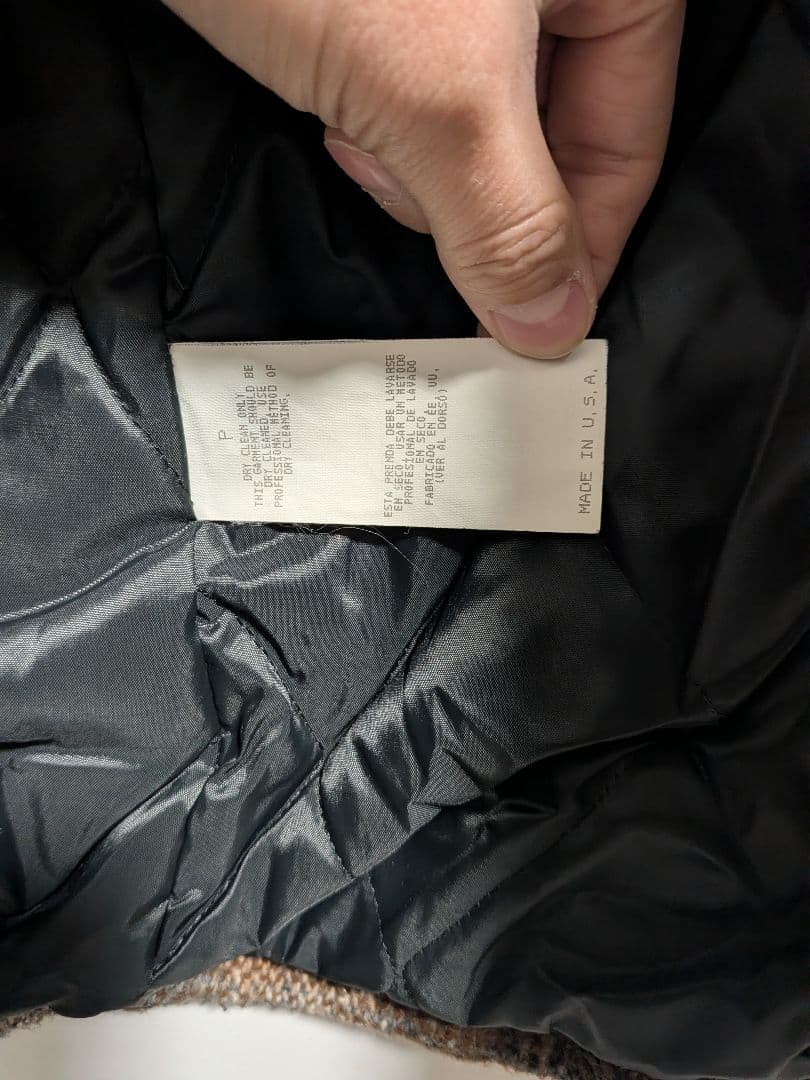 P
DRY CLEAN ONLY
THIS GARMENT SHOULD BE
DRY CLEANED. USE
PROFESSIONAL METHOD OF
DRY CLEANING.
ESTA PRENDA DEBE LAVARSE
EN SECO. USAR UN METODO
PROFESIONAL DE LAVADO
EN SECO
FABRICADO EN EE. UU.
(VER AL DORSO)
MADE IN U.S.A.